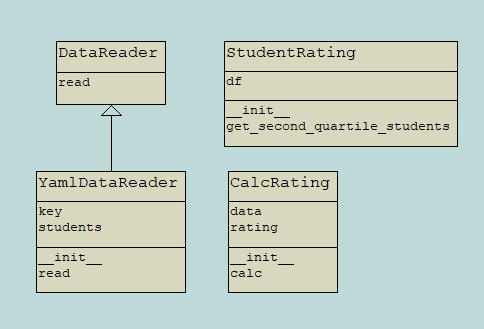 DataReader
read
StudentRating
df
__init__
get_second_quartile_students
YamlDataReader
key
students
__init__
read
CalcRating
data
rating
__init__
calc